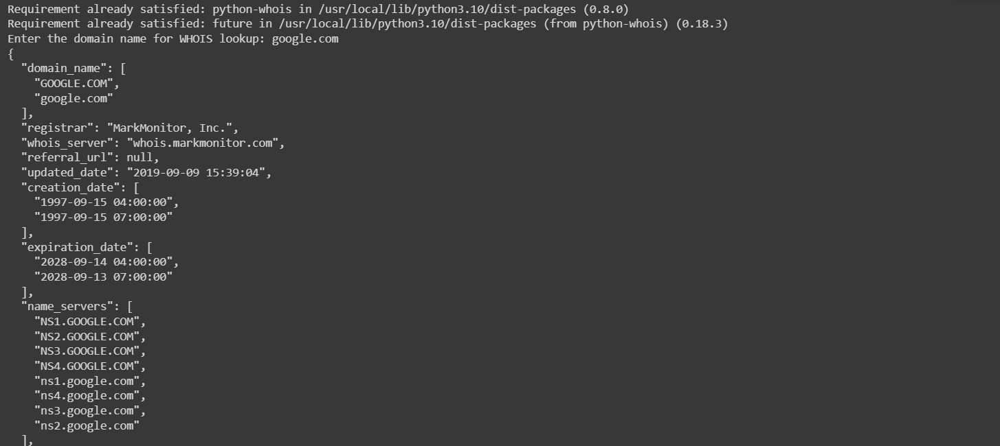 Requirement already satisfied: python-whois in /usr/local/lib/python3.10/dist-packages (0.8.0)
Requirement already satisfied: future in /usr/local/lib/python3.10/dist-packages (from python-whois) (0.18.3)
Enter the domain name for WHOIS lookup: google.com
{
  "domain_name": [
    "GOOGLE.COM",
    "google.com"
  ],
  "registrar": "MarkMonitor, Inc.",
  "whois_server": "whois.markmonitor.com",
  "referral_url": null,
  "updated_date": "2019-09-09 15:39:04",
  "creation_date": [
    "1997-09-15 04:00:00",
    "1997-09-15 07:00:00"
  ],
  "expiration_date": [
    "2028-09-14 04:00:00",
    "2028-09-13 07:00:00"
  ],
  "name_servers": [
    "NS1.GOOGLE.COM",
    "NS2.GOOGLE.COM",
    "NS3.GOOGLE.COM",
    "NS4.GOOGLE.COM",
    "ns1.google.com",
    "ns4.google.com",
    "ns3.google.com",
    "ns2.google.com"
  ],